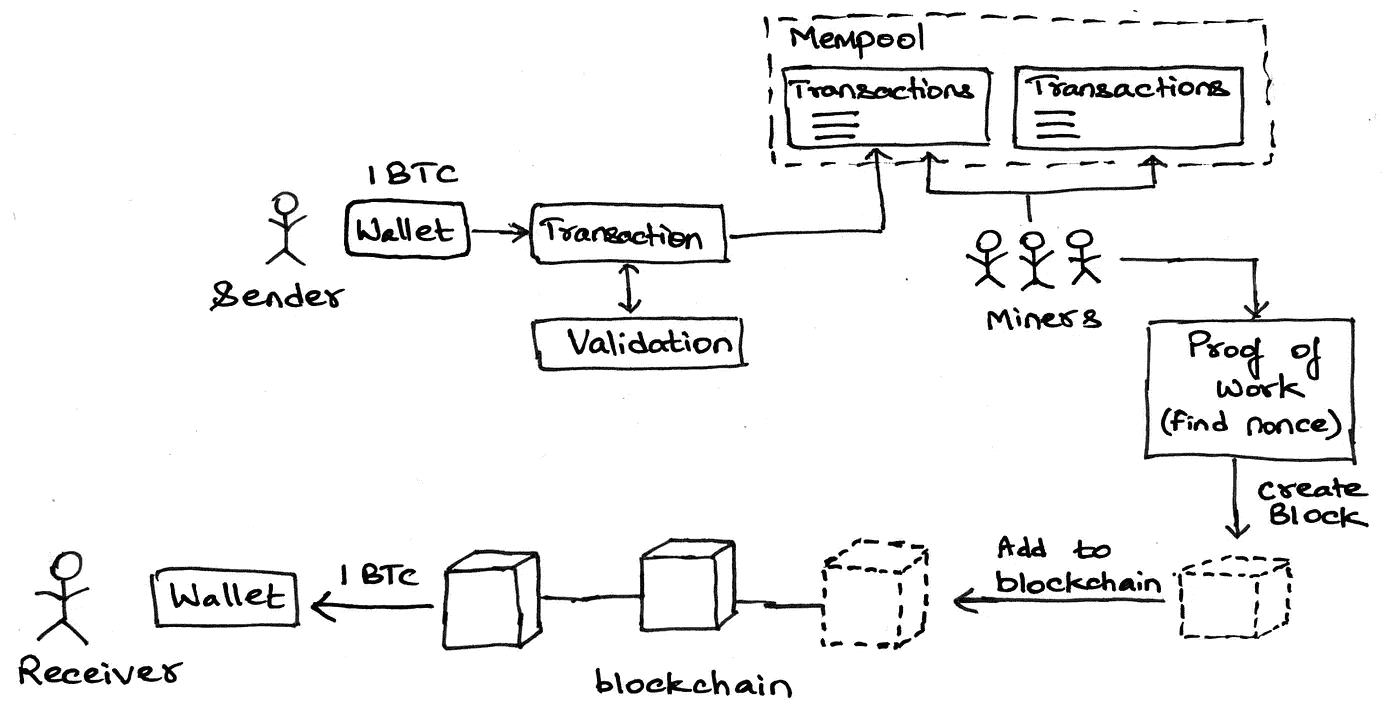 Mempool
Transactions
Transactions
1 BTC
Wallet
Transaction
Sender
Validation
Miners
Proof of
Work
(find nonce)
create
Block
Add to
blockchain
1 BTC
Wallet
Receiver
blockchain